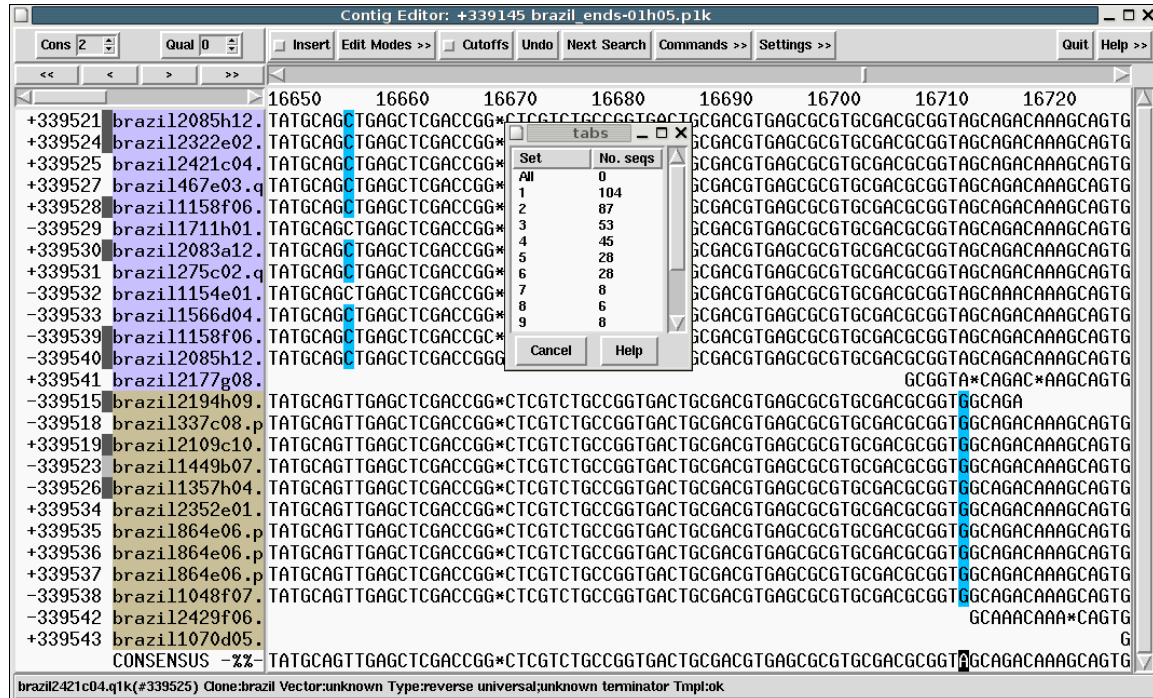 Contig Editor: +339145 brazil_ends-01h05.p1k
Cons 2 Qual 0 Insert Edit Modes >> Cutoffs Undo Next Search Commands >> Settings >> Quit Help >>
<< < > >>
16650 16660 16670 16680 16690 16700 16710 16720
+339521 brazil2085h12. TATGCAGCTGAGCTCGACCGG*CTCGTCTGCCGGTGACTGCGACGTGAGCGCGTGCGACGCGGTAGCAGACAAAGCAGTG
+339524 brazil2322e02. TATGCAGCTGAGCTCGACCGG* GCGACGTGAGCGCGTGCGACGCGGTAGCAGACAAAGCAGTG
+339525 brazil2421c04. TATGCAGCTGAGCTCGACCGG* GCGACGTGAGCGCGTGCGACGCGGTAGCAGACAAAGCAGTG
+339527 brazil467e03.q TATGCAGCTGAGCTCGACCGG* GCGACGTGAGCGCGTGCGACGCGGTAGCAGACAAAGCAGTG
+339528 brazil1158f06. TATGCAGCTGAGCTCGACCGG* GCGACGTGAGCGCGTGCGACGCGGTAGCAGACAAAGCAGTG
-339529 brazil1711h01. TATGCAGCTGAGCTCGACCGG* GCGACGTGAGCGCGTGCGACGCGGTAGCAGACAAAGCAGTG
+339530 brazil2083a12. TATGCAGCTGAGCTCGACCGG* GCGACGTGAGCGCGTGCGACGCGGTAGCAGACAAAGCAGTG
+339531 brazil275c02.q TATGCAGCTGAGCTCGACCGG* GCGACGTGAGCGCGTGCGACGCGGTAGCAGACAAAGCAGTG
-339532 brazil1154e01. TATGCAGCTGAGCTCGACCGG* GCGACGTGAGCGCGTGCGACGCGGTAGCAAACAAAGCAGTG
-339533 brazil1566d04. TATGCAGCTGAGCTCGACCGG* GCGACGTGAGCGCGTGCGACGCGGTAGCAGACAAAGCAGTG
-339539 brazil1158f06. TATGCAGCTGAGCTCGACCGC* GCGACGTGAGCGCGTGCGACGCGGTAGCAGACAAAGCAGTG
-339540 brazil2085h12. TATGCAGCTGAGCTCGACCGGG GCGACGTGAGCGCGTGCGACGCGGTAGCAGACAAAGCAGTG
+339541 brazil2177g08. GCGGTA*CAGAC*AAGCAGTG
-339515 brazil2194h09. TATGCAGTTGAGCTCGACCGG*CTCGTCTGCCGGTGACTGCGACGTGAGCGCGTGCGACGCGGTGGCAGA
-339518 brazil337c08.p TATGCAGTTGAGCTCGACCGG*CTCGTCTGCCGGTGACTGCGACGTGAGCGCGTGCGACGCGGTGGCAGACAAAGCAGTG
+339519 brazil2109c10. TATGCAGTTGAGCTCGACCGG*CTCGTCTGCCGGTGACTGCGACGTGAGCGCGTGCGACGCGGTGGCAGACAAAGCAGTG
-339523 brazil1449b07. TATGCAGTTGAGCTCGACCGG*CTCGTCTGCCGGTGACTGCGACGTGAGCGCGTGCGACGCGGTGGCAGACAAAGCAGTG
-339526 brazil1357h04. TATGCAGTTGAGCTCGACCGG*CTCGTCTGCCGGTGACTGCGACGTGAGCGCGTGCGACGCGGTGGCAGACAAAGCAGTG
+339534 brazil2352e01. TATGCAGTTGAGCTCGACCGG*CTCGTCTGCCGGTGACTGCGACGTGAGCGCGTGCGACGCGGTGGCAGACAAAGCAGTG
+339535 brazil864e06.p TATGCAGTTGAGCTCGACCGG*CTCGTCTGCCGGTGACTGCGACGTGAGCGCGTGCGACGCGGTGGCAGACAAAGCAGTG
+339536 brazil864e06.p TATGCAGTTGAGCTCGACCGG*CTCGTCTGCCGGTGACTGCGACGTGAGCGCGTGCGACGCGGTGGCAGACAAAGCAGTG
+339537 brazil864e06.p TATGCAGTTGAGCTCGACCGG*CTCGTCTGCCGGTGACTGCGACGTGAGCGCGTGCGACGCGGTGGCAGACAAAGCAGTG
-339538 brazil1048f07. TATGCAGTTGAGCTCGACCGG*CTCGTCTGCCGGTGACTGCGACGTGAGCGCGTGCGACGCGGTGGCAGACAAAGCAGTG
-339542 brazil2429f06. GCAAACAAA*CAGTG
+339543 brazil1070d05. G
CONSENSUS -%%- TATGCAGTTGAGCTCGACCGG*CTCGTCTGCCGGTGACTGCGACGTGAGCGCGTGCGACGCGGTAGCAGACAAAGCAGTG
brazil2421c04.q1k(#339525) Clone:brazil Vector:unknown Type:reverse universal;unknown terminator Tmpl:ok
tabs
Set No. seqs
All 0
1 104
2 87
3 53
4 45
5 28
6 28
7 8
8 6
9 8
Cancel Help